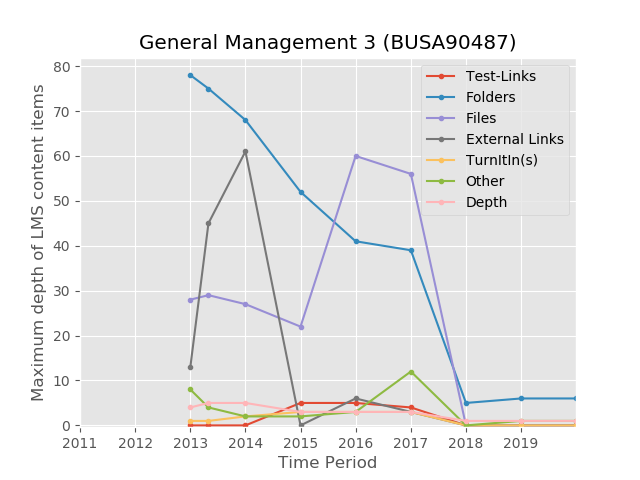 General Management 3 (BUSA90487)
Maximum depth of LMS content items
80
70
60
50
40
30
20
10
0
Test-Links
Folders
Files
External Links
TurnItIn(s)
Other
Depth
2011 2012 2013 2014 2015 2016 2017 2018 2019
Time Period